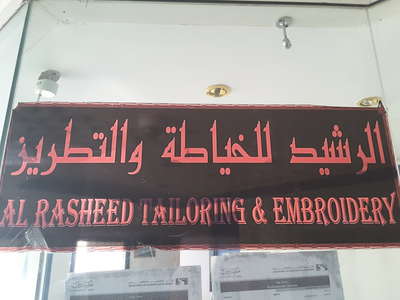 الرشيد للخياطة والتطريز
AL RASHEED TAILORING & EMBROIDERY